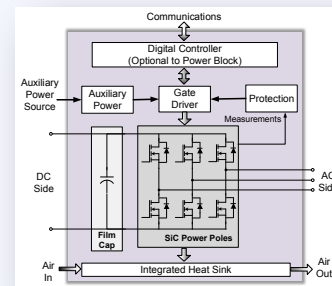 Communications
Digital Controller
(Optional to Power Block)
Auxiliary
Power
Source
Auxiliary
Power
Gate
Driver
Protection
Measurements
DC
Side
AC
Side
Film
Cap
SiC Power Poles
Air
In
Integrated Heat Sink
Air
Out